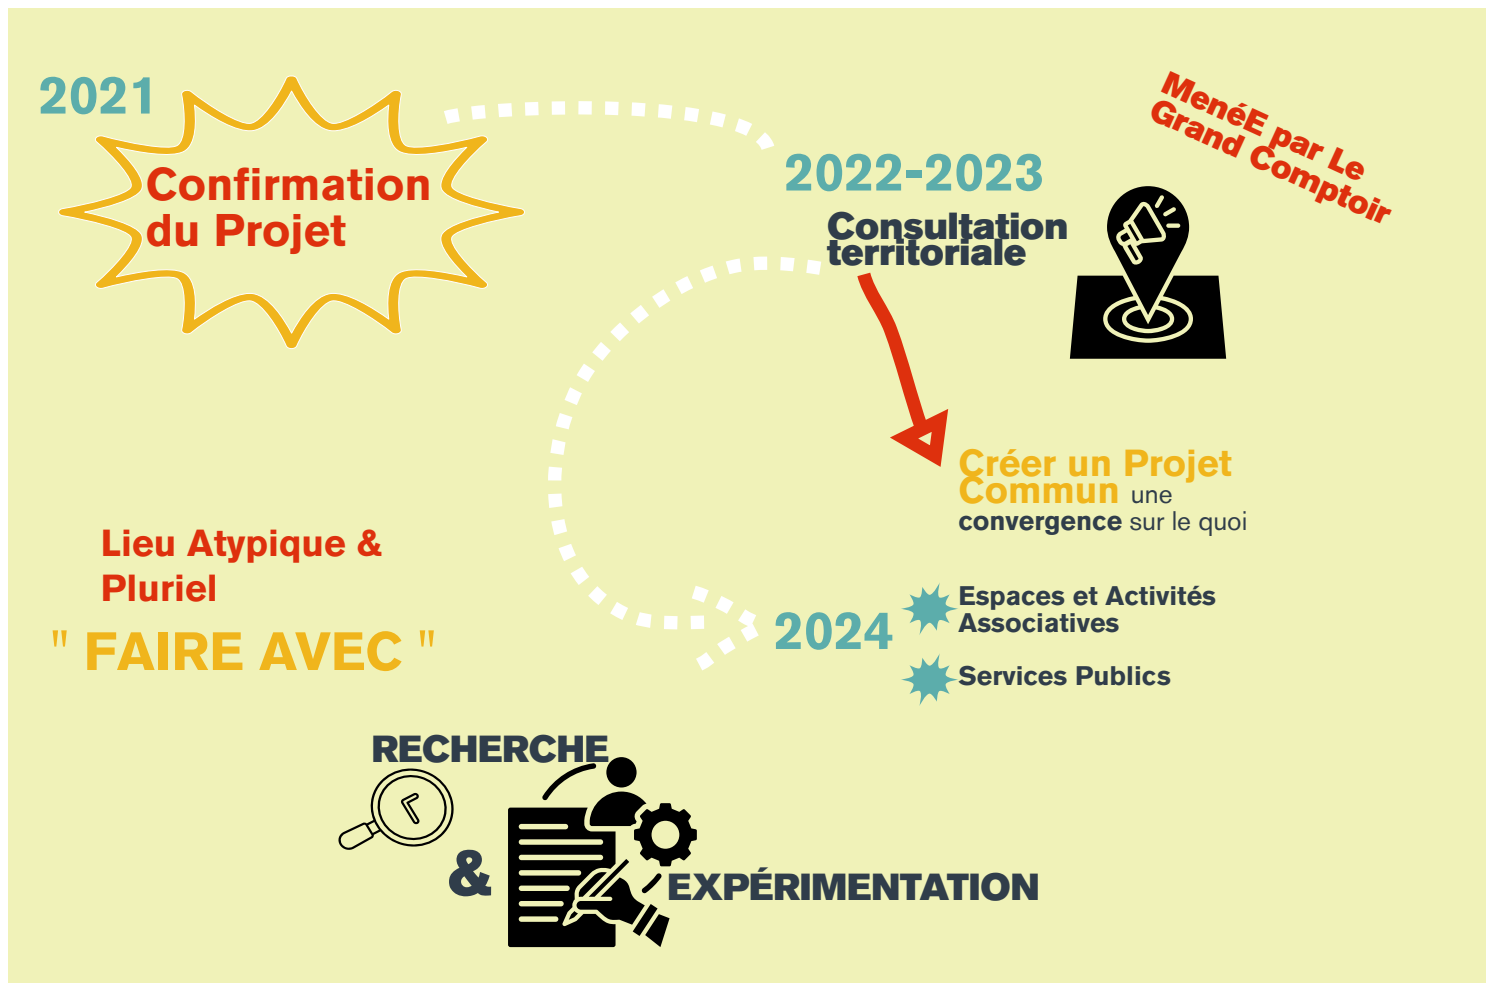 2021
Confirmation
du Projet
2022-2023
Consultation
territoriale
MenéE par Le
Grand Comptoir
Créer un Projet
Commun une
convergence sur le quoi
Lieu Atypique &
Pluriel
" FAIRE AVEC "
2024
Espaces et Activités
Associatives
Services Publics
RECHERCHE
&
EXPÉRIMENTATION